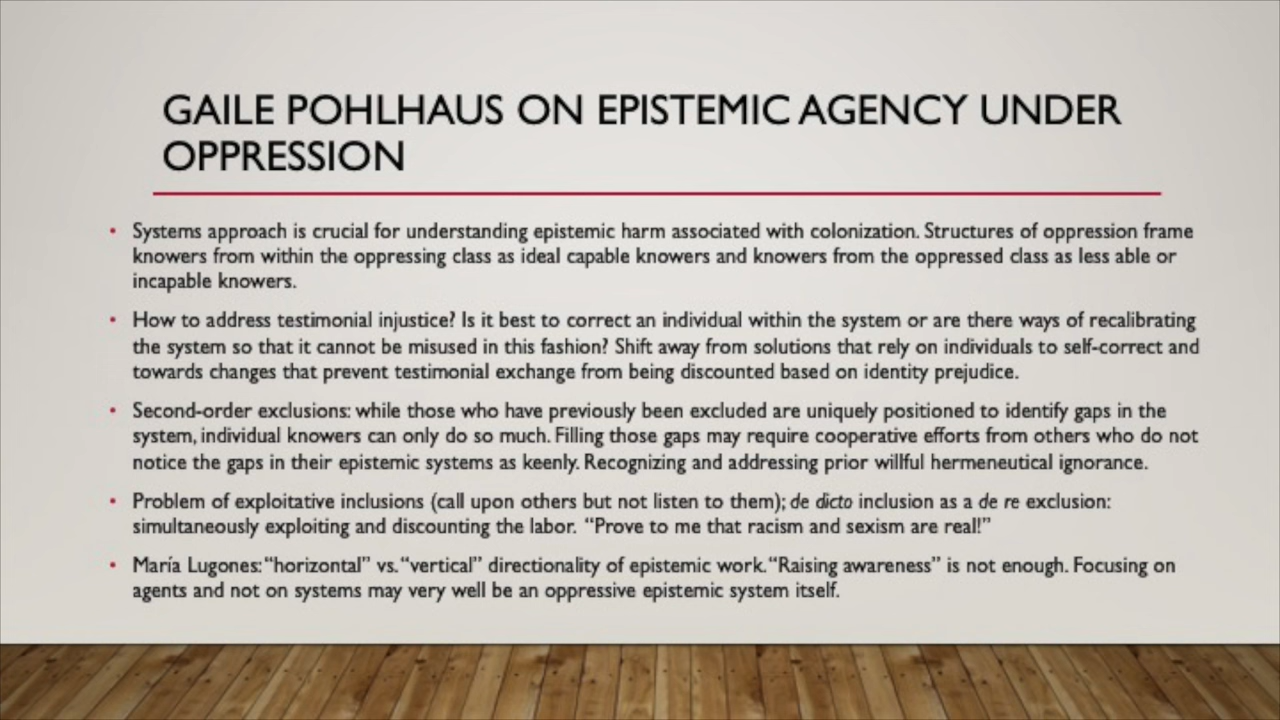 GAILE POHLHAUS ON EPISTEMIC AGENCY UNDER
OPPRESSION
• Systems approach is crucial for understanding epistemic harm associated with colonization. Structures of oppression frame
knowers from within the oppressing class as ideal capable knowers and knowers from the oppressed class as less able or
incapable knowers.
• How to address testimonial injustice? Is it best to correct an individual within the system or are there ways of recalibrating
the system so that it cannot be misused in this fashion? Shift away from solutions that rely on individuals to self-correct and
towards changes that prevent testimonial exchange from being discounted based on identity prejudice.
• Second-order exclusions: while those who have previously been excluded are uniquely positioned to identify gaps in the
system, individual knowers can only do so much. Filling those gaps may require cooperative efforts from others who do not
notice the gaps in their epistemic systems as keenly. Recognizing and addressing prior willful hermeneutical ignorance.
• Problem of exploitative inclusions (call upon others but not listen to them); de dicto inclusion as a de re exclusion:
simultaneously exploiting and discounting the labor. “Prove to me that racism and sexism are real!”
• María Lugones: “horizontal” vs. “vertical” directionality of epistemic work. “Raising awareness” is not enough. Focusing on
agents and not on systems may very well be an oppressive epistemic system itself.